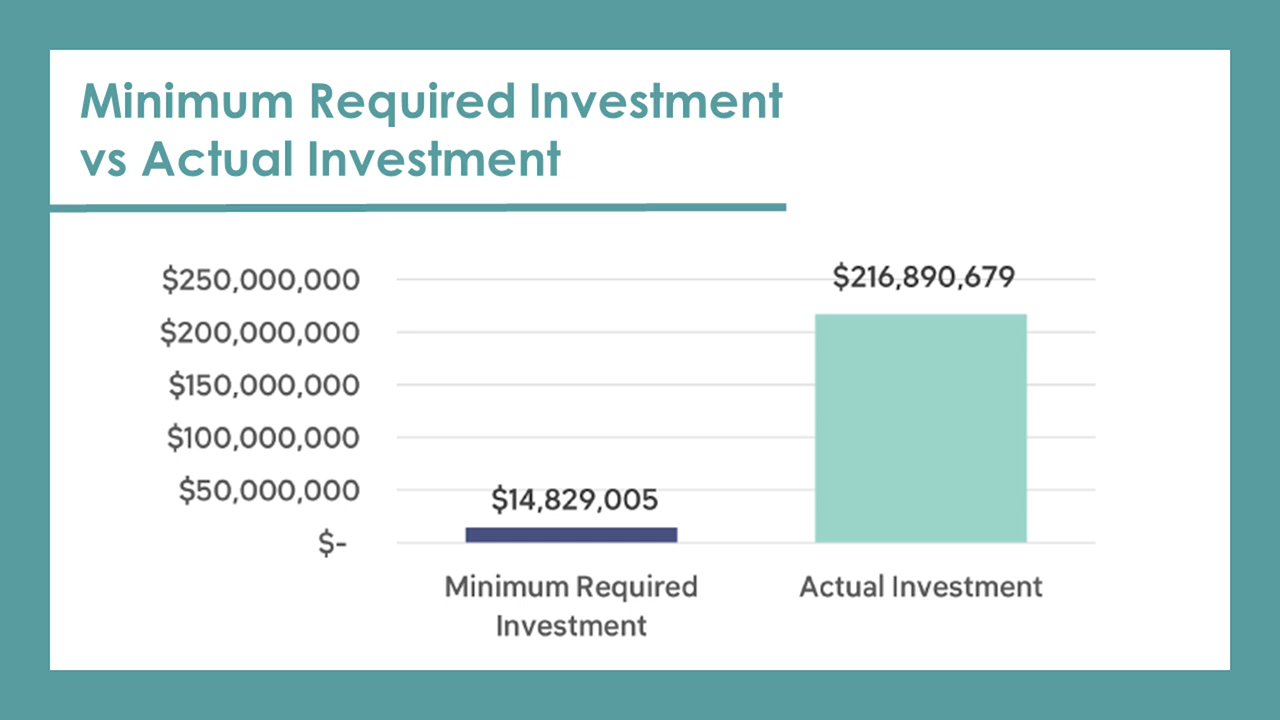 Minimum Required Investment
vs Actual Investment
$250,000,000
$216,890,679
$200,000,000
$150,000,000
$100,000,000
$50,000,000
$14,829,005
$-
Minimum Required
Investment
Actual Investment